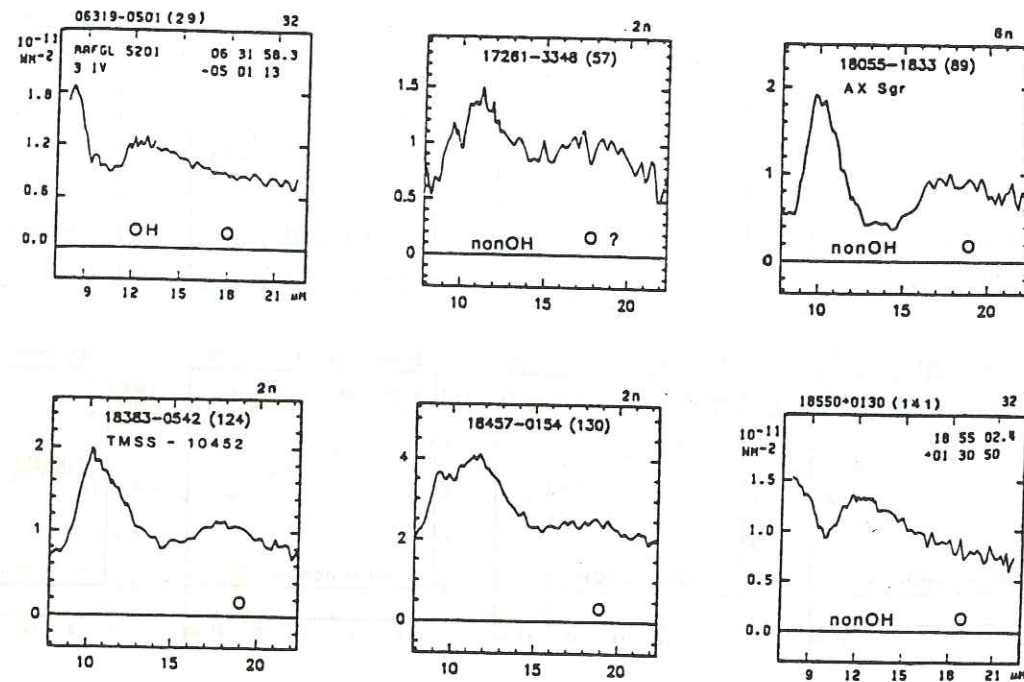 06319-0501 (29) 32
10-11
WM-2
AAFGL 5201 06 31 58.3
3 IV -05 01 13
1.8
1.2
0.6
0.0
OH O
9 12 15 18 21 µM
2n
17261-3348 (57)
1.5
1
0.5
0
nonOH O ?
10 15 20
6n
18055-1833 (89)
AX Sgr
2
1
0
nonOH O
10 15 20
2n
18383-0542 (124)
TMSS - 10452
2
1
0
O
10 15 20
2n
18457-0154 (130)
4
2
0
O
10 15 20
18550+0130 (141) 32
10-11
WM-2
18 55 02.4
+01 30 50
1.5
1.0
0.5
0.0
nonOH O
9 12 15 18 21 µM